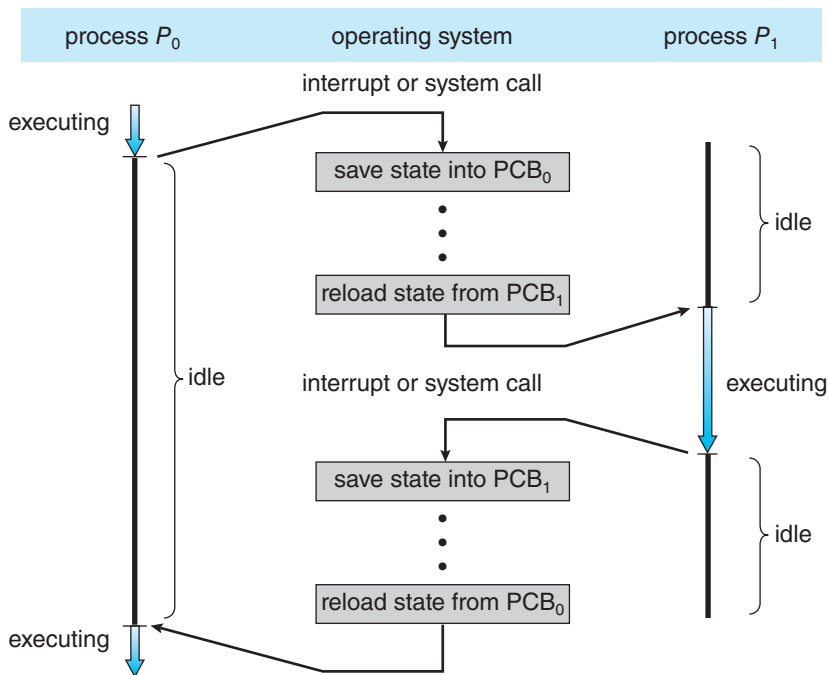 process P₀ operating system process P₁
interrupt or system call
executing
save state into PCB₀
idle
reload state from PCB₁
idle
interrupt or system call
executing
save state into PCB₁
idle
reload state from PCB₀
executing